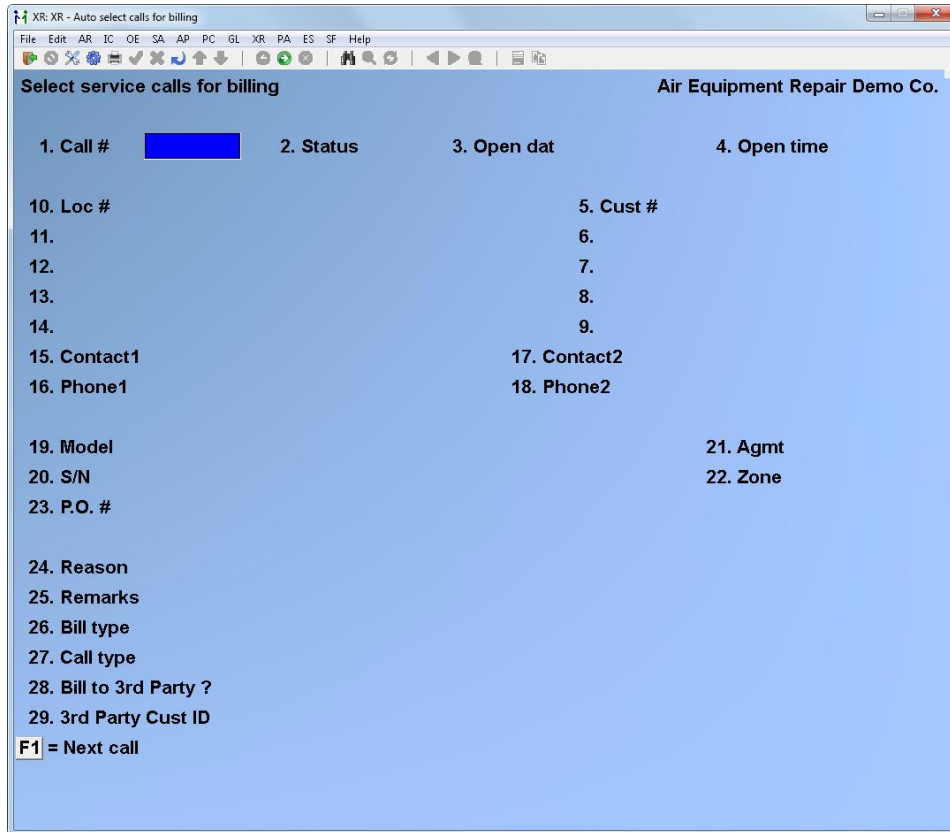 XR: XR - Auto select calls for billing
File Edit AR IC OE SA AP PC GL XR PA ES SF Help
Select service calls for billing Air Equipment Repair Demo Co.
1. Call # 2. Status 3. Open dat 4. Open time
10. Loc # 5. Cust #
11. 6.
12. 7.
13. 8.
14. 9.
15. Contact1 17. Contact2
16. Phone1 18. Phone2
19. Model 21. Agmt
20. S/N 22. Zone
23. P.O. #
24. Reason
25. Remarks
26. Bill type
27. Call type
28. Bill to 3rd Party ?
29. 3rd Party Cust ID
F1 = Next call